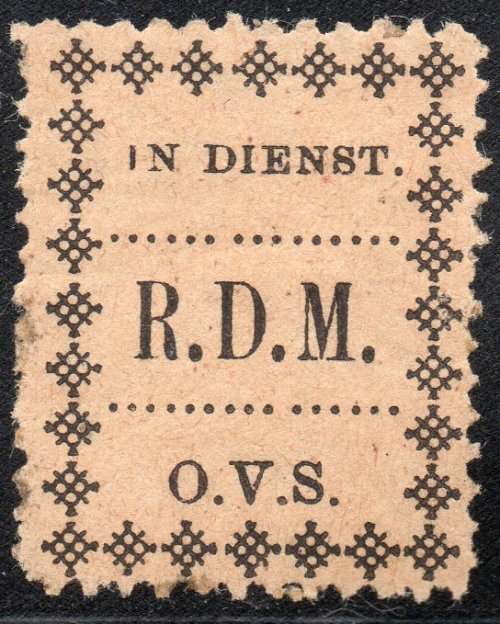 IN DIENST.
R.D.M.
O.V.S.